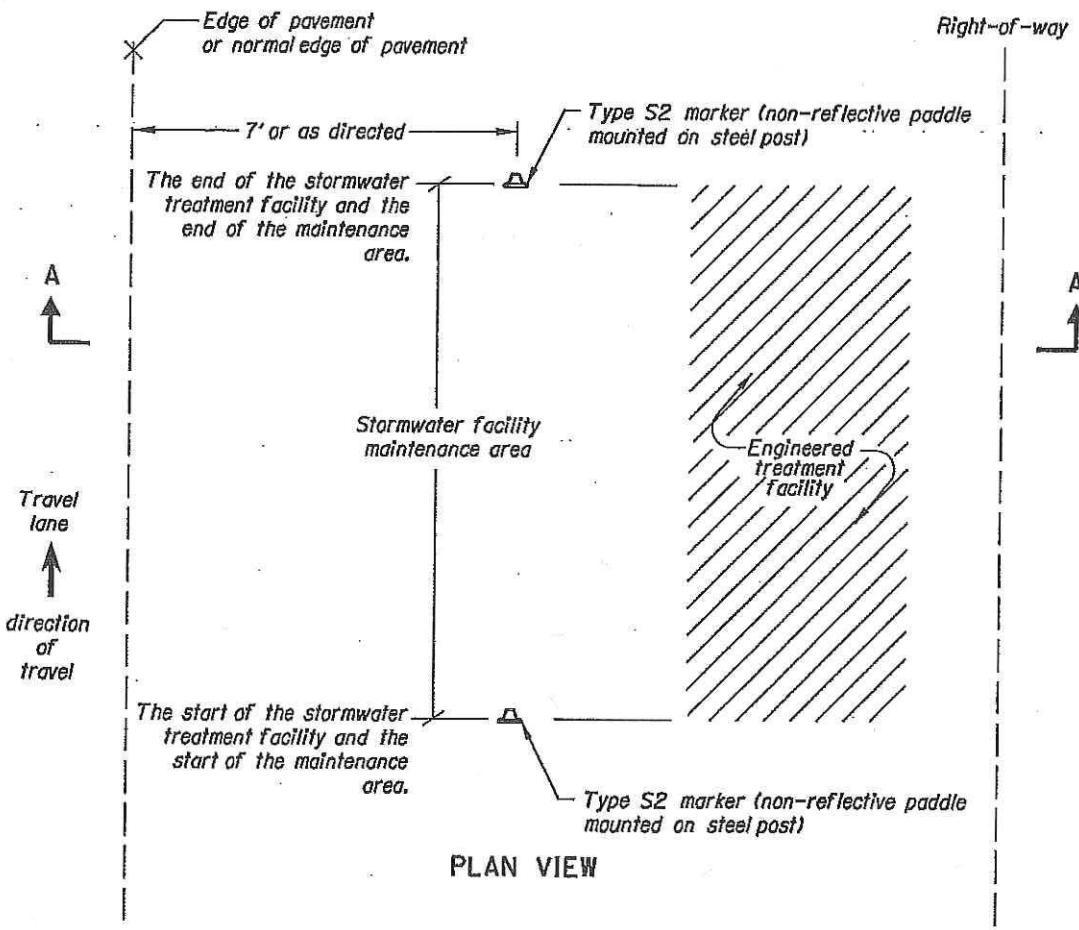 Edge of pavement
or normal edge of pavement
Right-of-way
7' or as directed
Type S2 marker (non-reflective paddle
mounted on steel post)
The end of the stormwater
treatment facility and the
end of the maintenance
area.
A
A
Stormwater facility
maintenance area
Engineered
treatment
facility
Travel
lane
direction
of
travel
The start of the stormwater
treatment facility and the
start of the maintenance
area.
Type S2 marker (non-reflective paddle
mounted on steel post)
PLAN VIEW